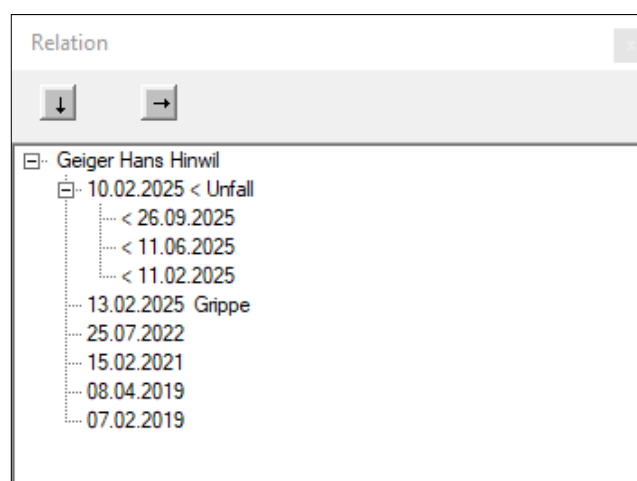 Relation
Geiger Hans Hinwil
10.02.2025 < Unfall
< 26.09.2025
< 11.06.2025
< 11.02.2025
13.02.2025 Grippe
25.07.2022
15.02.2021
08.04.2019
07.02.2019